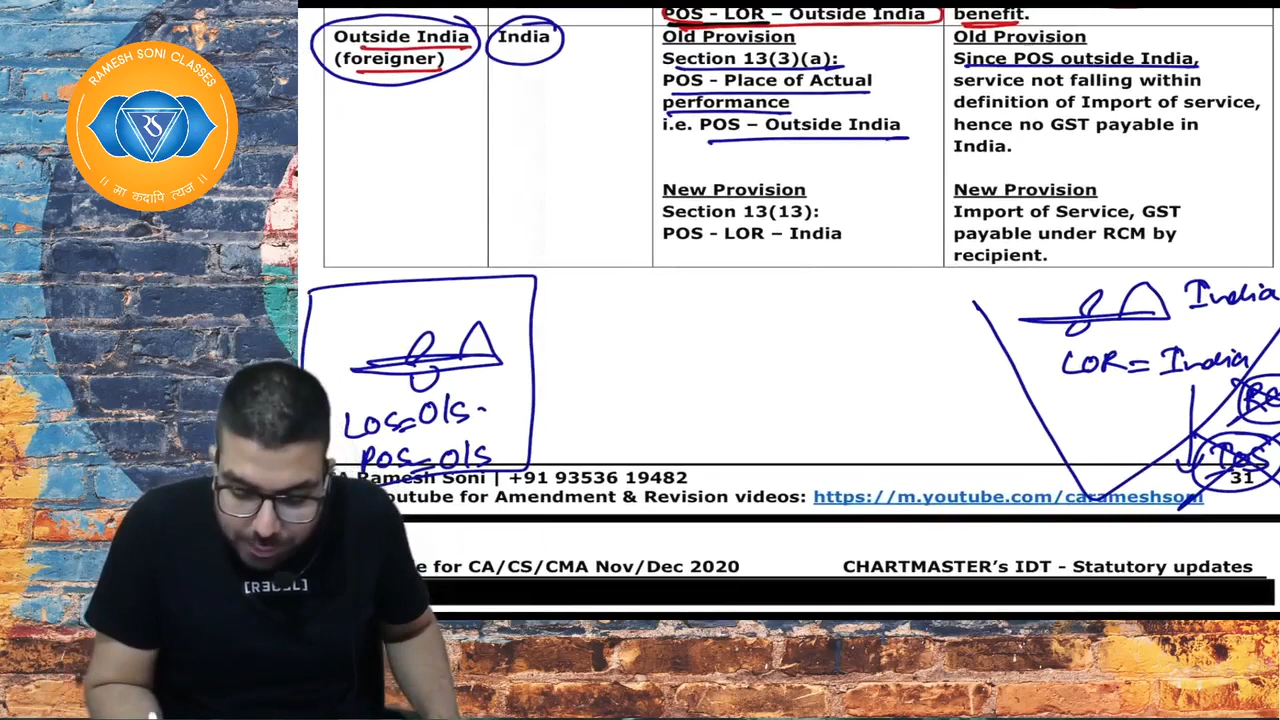 RAMESH SONI CLASSES
RS
|| मा कदापि त्यज ||
POS - LOR – Outside India
benefit.
Outside India
(foreigner)
India
Old Provision
Section 13(3)(a):
POS - Place of Actual
performance
i.e. POS – Outside India
New Provision
Section 13(13):
POS - LOR – India
Old Provision
Since POS outside India,
service not falling within
definition of Import of service,
hence no GST payable in
India.
New Provision
Import of Service, GST
payable under RCM by
recipient.
LOS=O/S.
POS=O/S
India
LOR = India
POS
Ramesh Soni | +91 93536 19482
31
outube for Amendment & Revision videos: https://m.youtube.com/carameshsoni
e for CA/CS/CMA Nov/Dec 2020
CHARTMASTER's IDT - Statutory updates